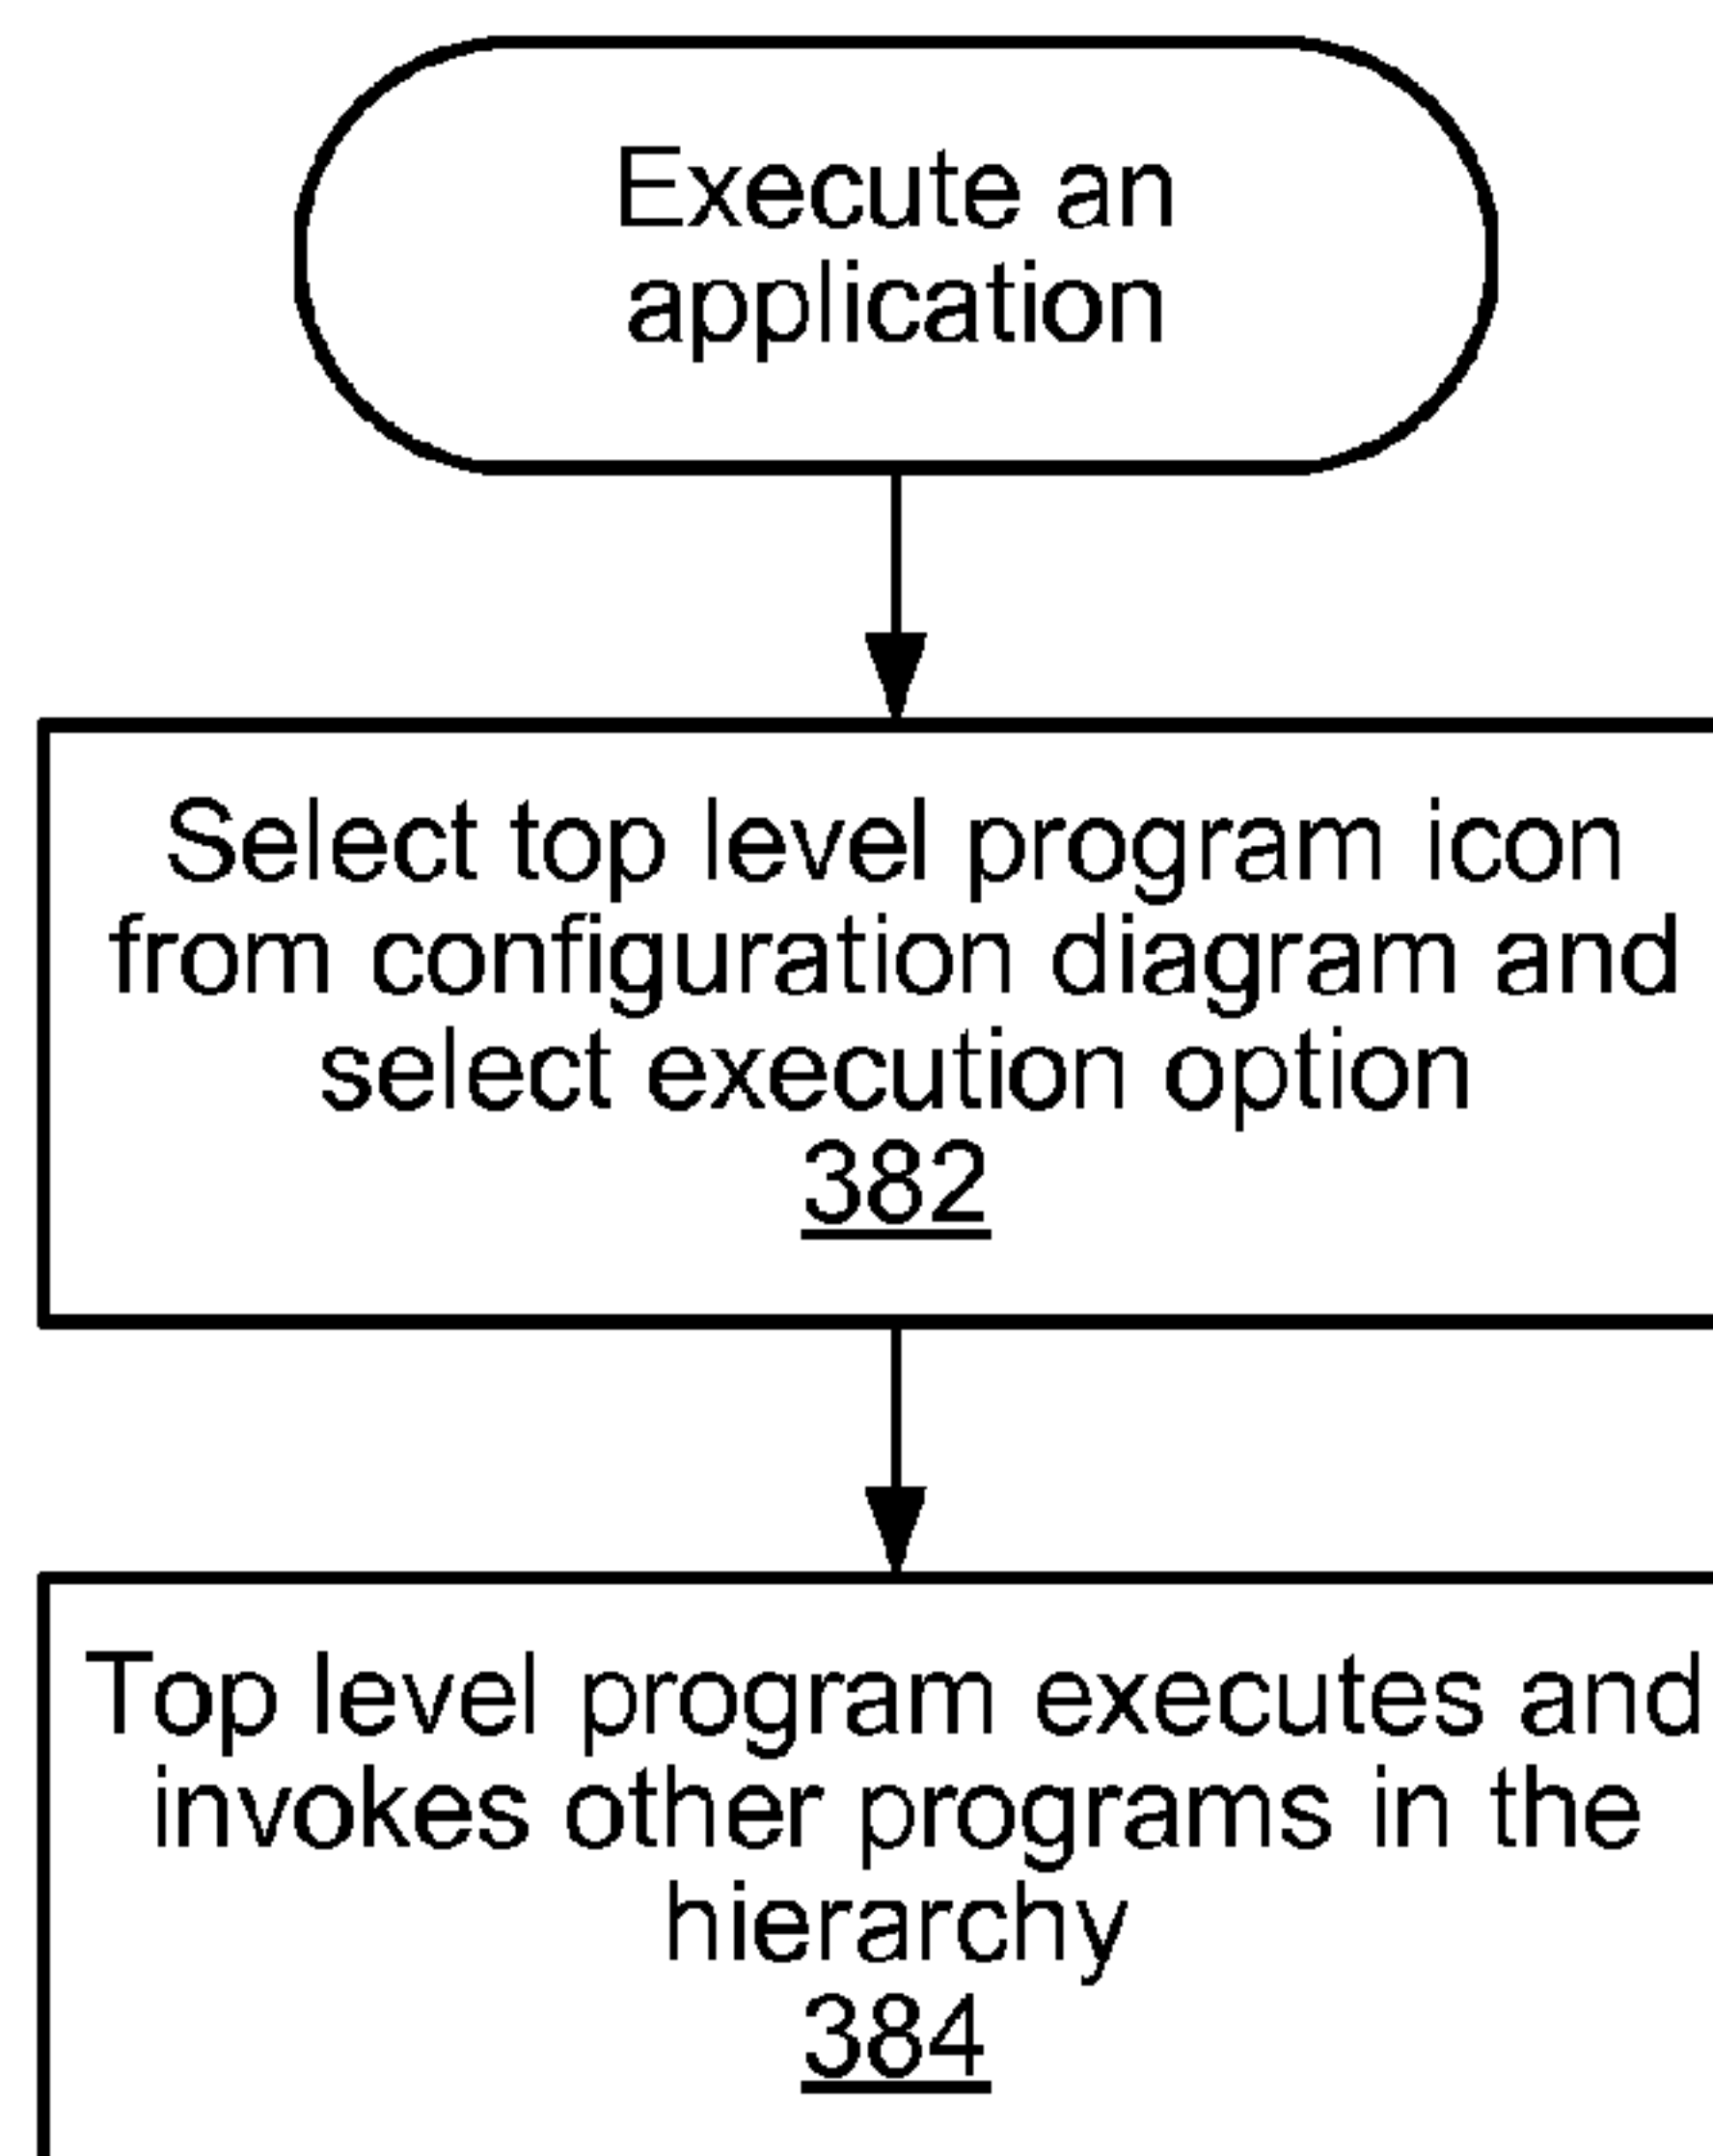 Execute an
application
Select top level program icon
from configuration diagram and
select execution option
382
Top level program executes and
invokes other programs in the
hierarchy
384